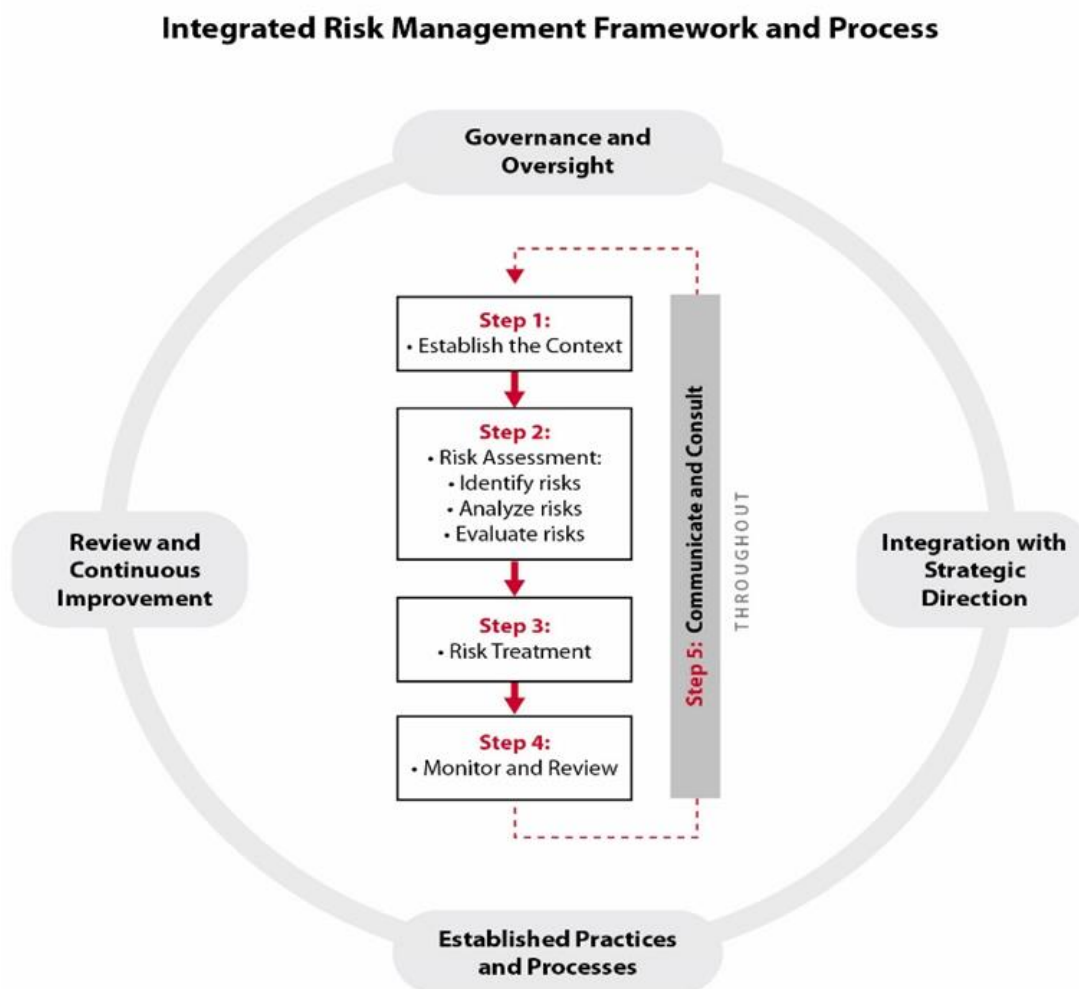 Integrated Risk Management Framework and Process
Governance and
Oversight
Step 1:
• Establish the Context
Step 2:
• Risk Assessment:
• Identify risks
• Analyze risks
• Evaluate risks
Step 3:
• Risk Treatment
Step 4:
• Monitor and Review
Step 5: Communicate and Consult
THROUGHOUT
Review and
Continuous
Improvement
Integration with
Strategic
Direction
Established Practices
and Processes